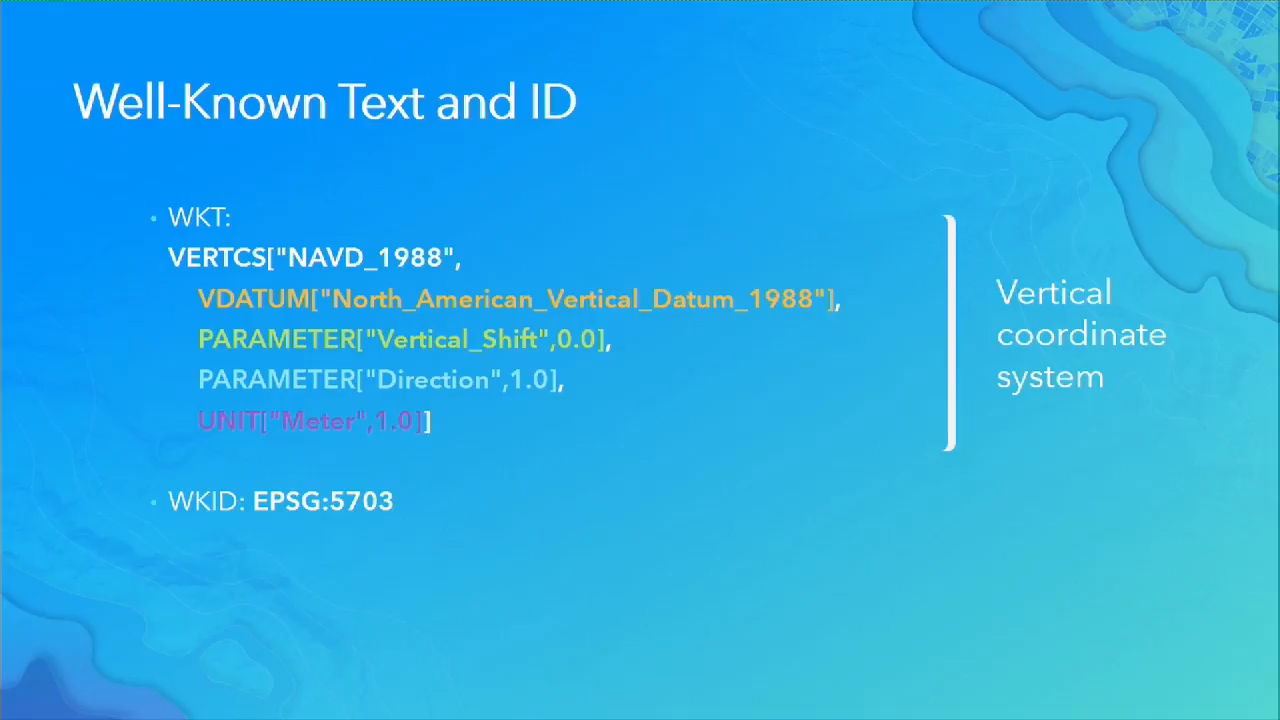 Well-Known Text and ID
• WKT:
VERTCS["NAVD_1988",
VDATUM["North_American_Vertical_Datum_1988"],
PARAMETER["Vertical_Shift",0.0],
PARAMETER["Direction",1.0],
UNIT["Meter",1.0]]
• WKID: EPSG:5703
Vertical
coordinate
system